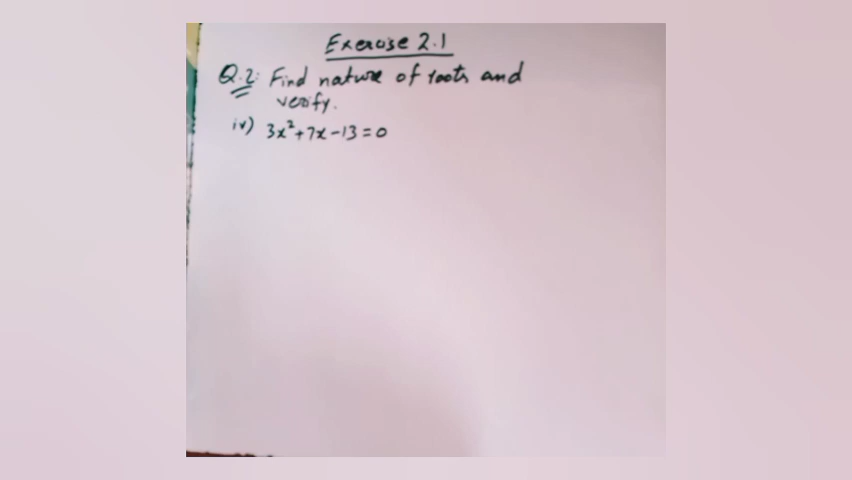 Exercise 2.1
Q.2: Find nature of roots and
verify.
iv) 3x²+7x-13=0